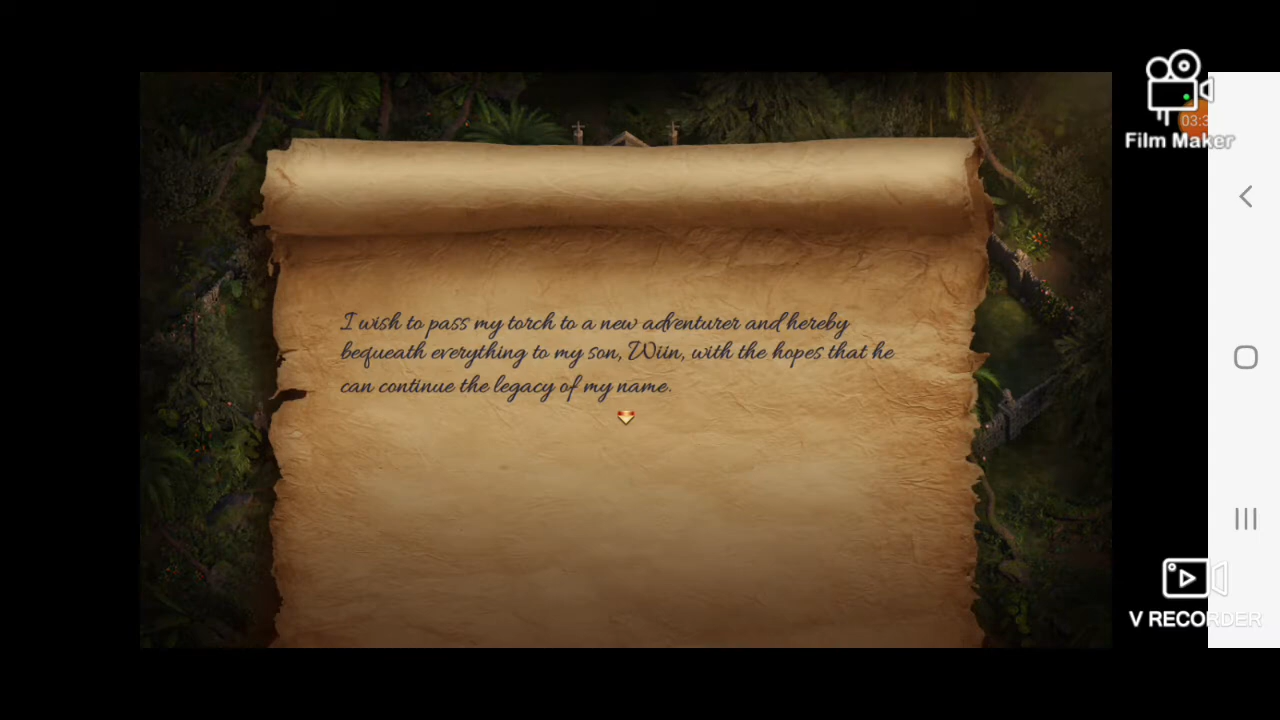 Film Maker
I wish to pass my torch to a new adventurer and hereby
bequeath everything to my son, Wiin, with the hopes that he
can continue the legacy of my name.
V RECORDER